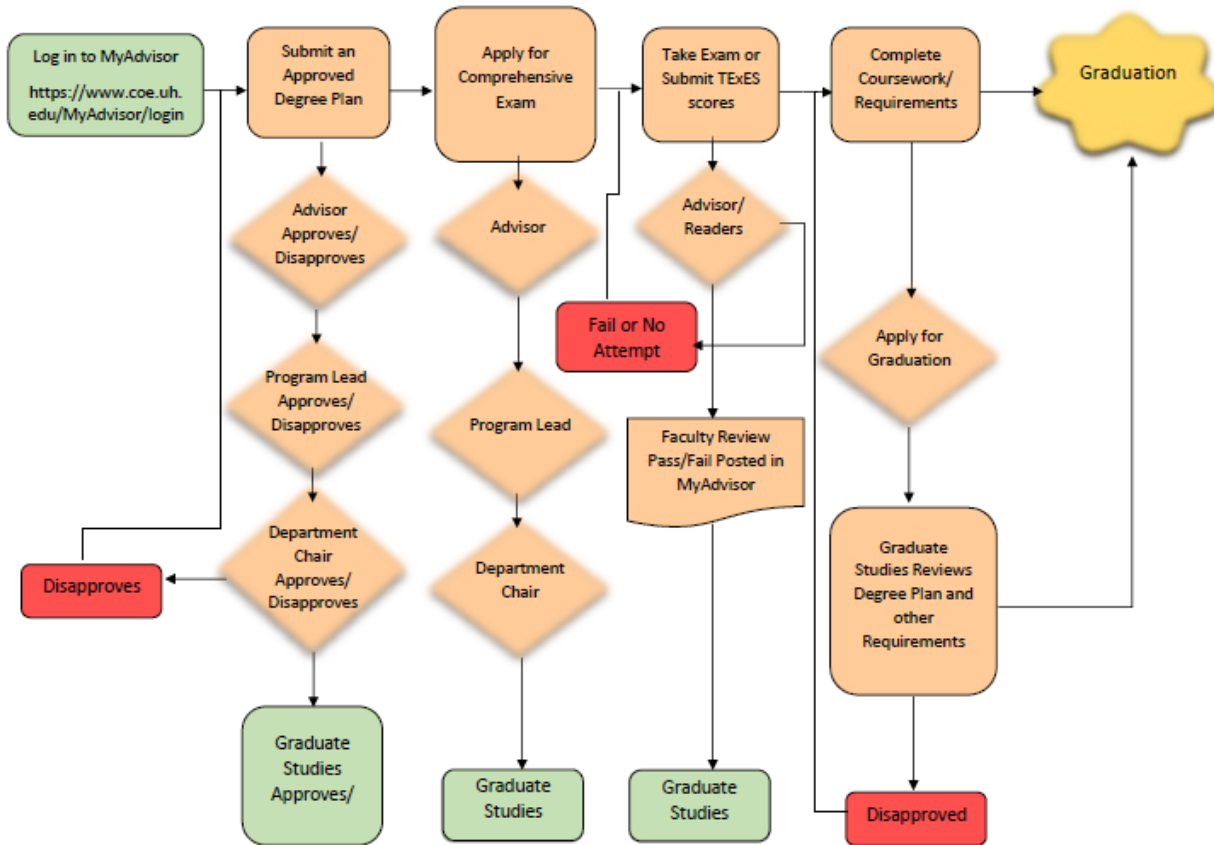 Log in to MyAdvisor
https://www.coe.uh.
edu/MyAdvisor/login
Submit an
Approved
Degree Plan
Apply for
Comprehensive
Exam
Take Exam or
Submit TExES
scores
Complete
Coursework/
Requirements
Graduation
Advisor
Approves/
Disapproves
Advisor
Advisor/
Readers
Fail or No
Attempt
Apply for
Graduation
Program Lead
Approves/
Disapproves
Program Lead
Faculty Review
Pass/Fail Posted in
MyAdvisor
Disapproves
Department
Chair
Approves/
Disapproves
Department
Chair
Graduate
Studies Reviews
Degree Plan and
other
Requirements
Graduate
Studies
Approves/
Graduate
Studies
Graduate
Studies
Disapproved